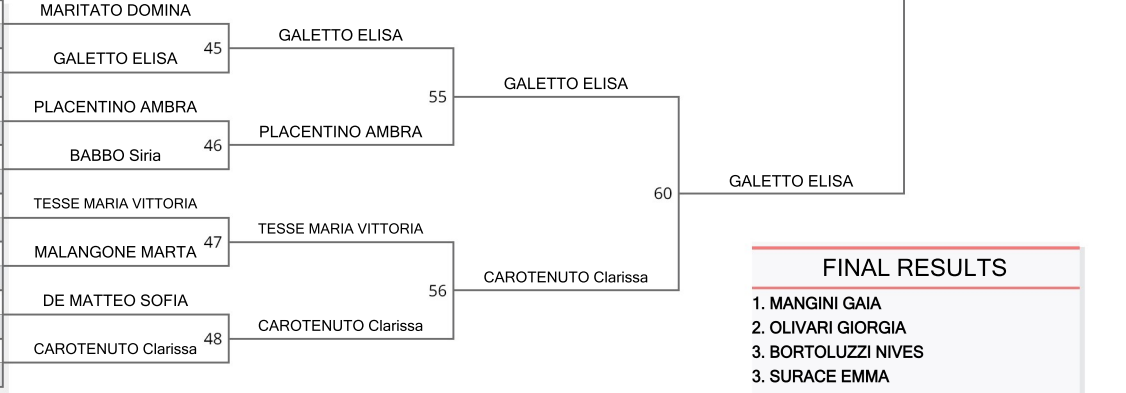 MARITATO DOMINA
GALETTO ELISA
45
GALETTO ELISA
PLACENTINO AMBRA
BABBO Siria
46
PLACENTINO AMBRA
55
GALETTO ELISA
TESSE MARIA VITTORIA
MALANGONE MARTA
47
TESSE MARIA VITTORIA
DE MATTEO SOFIA
CAROTENUTO Clarissa
48
CAROTENUTO Clarissa
56
CAROTENUTO Clarissa
60
GALETTO ELISA
FINAL RESULTS
1. MANGINI GAIA
2. OLIVARI GIORGIA
3. BORTOLUZZI NIVES
3. SURACE EMMA